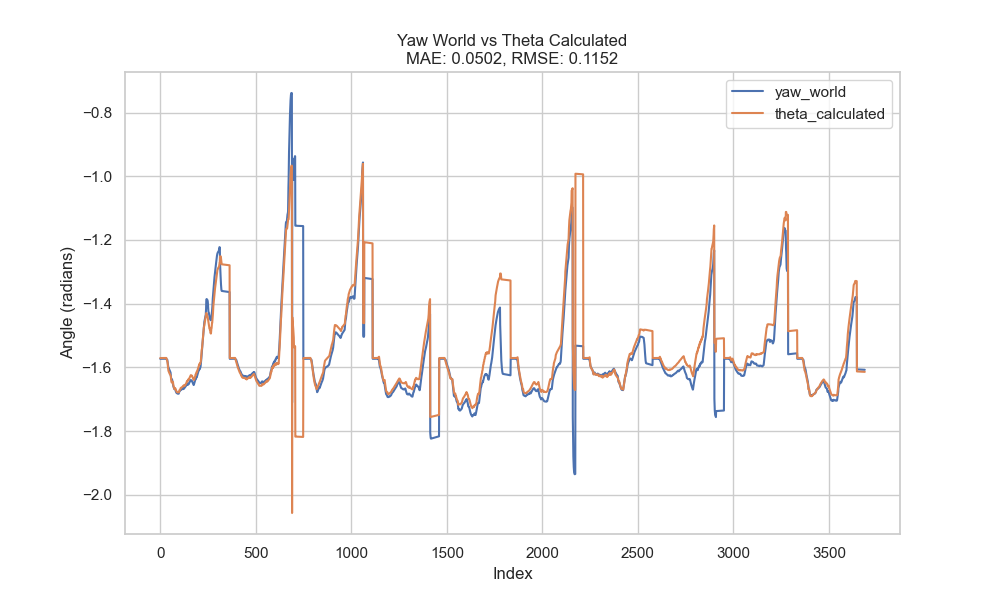 Yaw World vs Theta Calculated
MAE: 0.0502, RMSE: 0.1152
yaw_world
theta_calculated
Angle (radians)
−0.8
−1.0
−1.2
−1.4
−1.6
−1.8
−2.0
0 500 1000 1500 2000 2500 3000 3500
Index